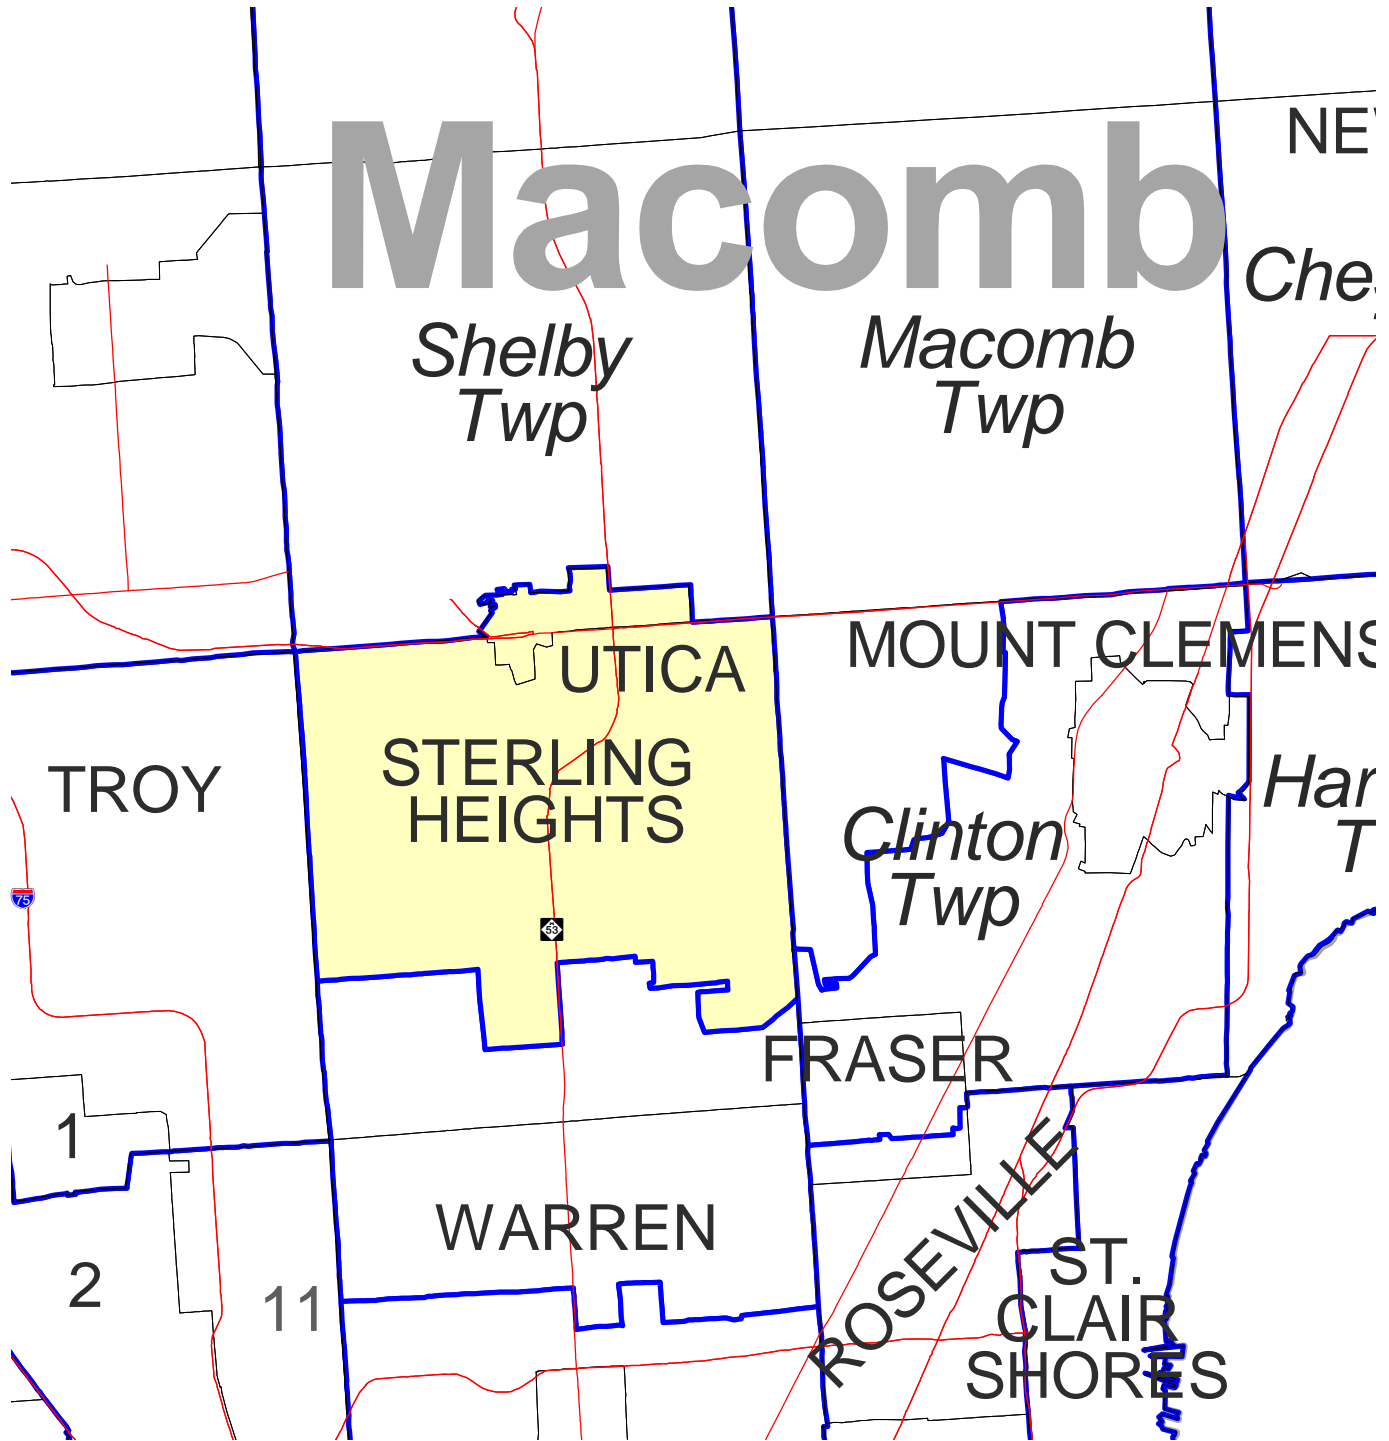 Macomb
NEW
Ches
Shelby
Twp
Macomb
Twp
UTICA
MOUNT CLEMENS
STERLING
HEIGHTS
TROY
Har
T
Clinton
Twp
75
53
FRASER
1
WARREN
ROSEVILLE
2
11
ST.
CLAIR
SHORES